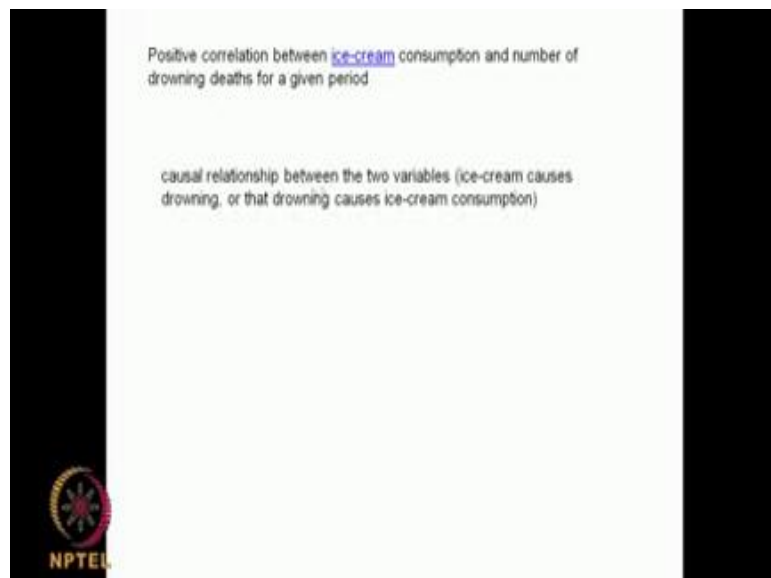 Positive correlation between ice-cream consumption and number of
drowning deaths for a given period
causal relationship between the two variables (ice-cream causes
drowning, or that drowning causes ice-cream consumption)
NPTEL